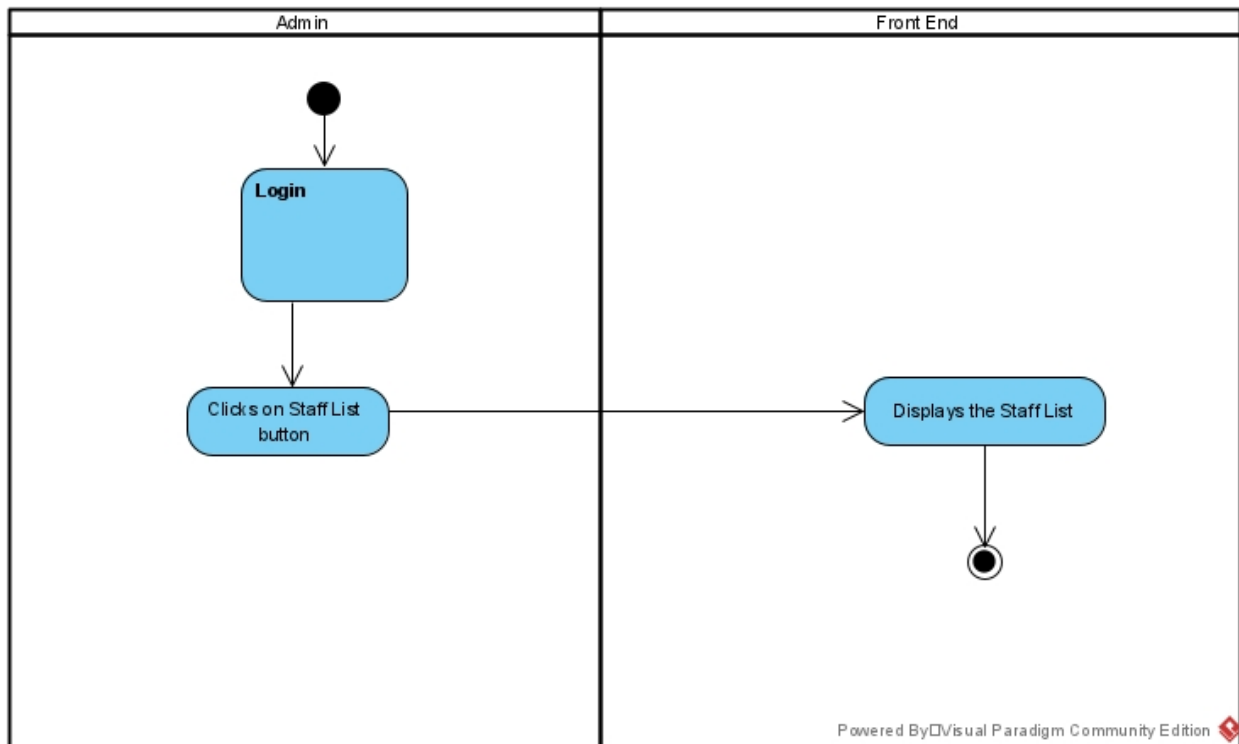 Admin
Front End
Login
Clicks on Staff List
button
Displays the Staff List
Powered By□Visual Paradigm Community Edition